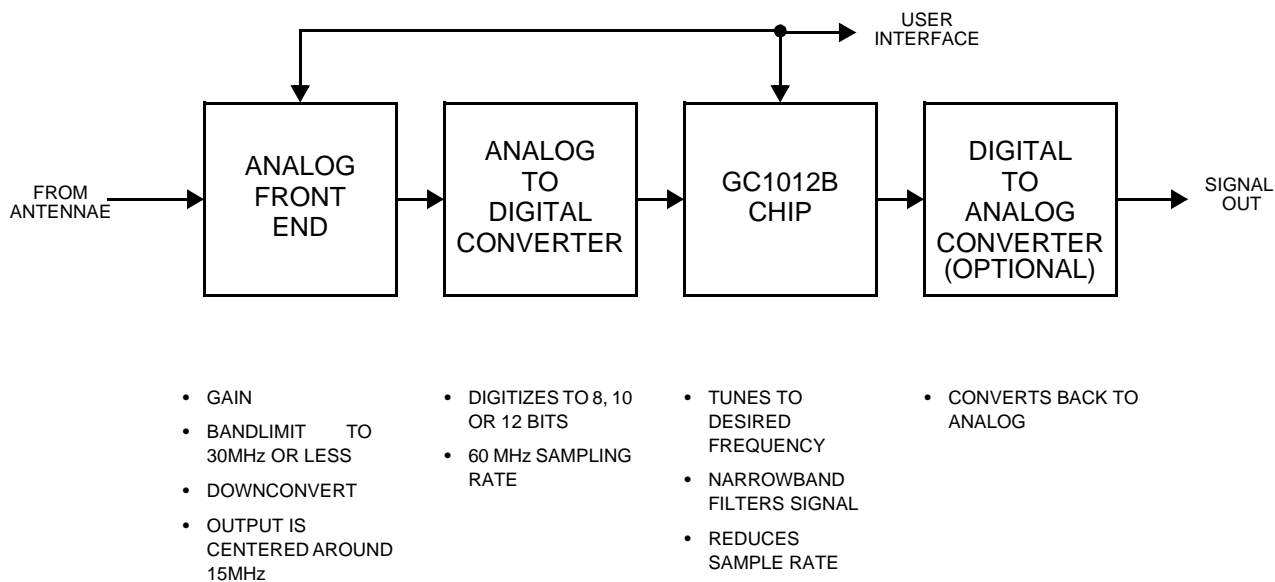 USER
INTERFACE
FROM
ANTENNAE
ANALOG
FRONT
END
ANALOG
TO
DIGITAL
CONVERTER
GC1012B
CHIP
DIGITAL
TO
ANALOG
CONVERTER
(OPTIONAL)
SIGNAL
OUT
• GAIN
• BANDLIMIT TO
30MHz OR LESS
• DOWNCONVERT
• OUTPUT IS
CENTERED AROUND
15MHz
• DIGITIZES TO 8, 10
OR 12 BITS
• 60 MHz SAMPLING
RATE
• TUNES TO
DESIRED
FREQUENCY
• NARROWBAND
FILTERS SIGNAL
• REDUCES
SAMPLE RATE
• CONVERTS BACK TO
ANALOG